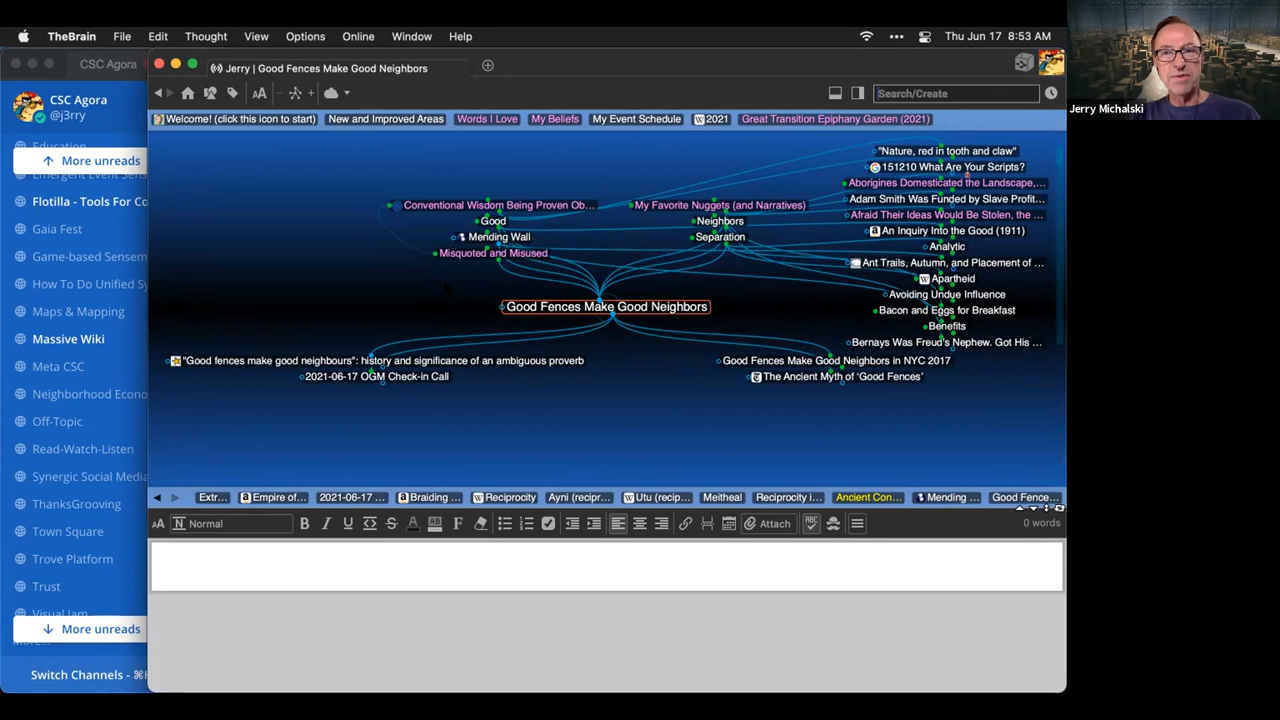 TheBrain File Edit Thought View Options Online Window Help
Thu Jun 17 8:53 AM
CSC Agora
CSC Agora
@j3rry
Education
More unreads
Emergent Event Sens
Flotilla - Tools For Co
Gaia Fest
Game-based Sensem
How To Do Unified Sy
Maps & Mapping
Massive Wiki
Meta CSC
Neighborhood Econo
Off-Topic
Read-Watch-Listen
Synergic Social Media
ThanksGrooving
Town Square
Trove Platform
Trust
Visual Jam
More unreads
More...
Switch Channels - ⌘K
Jerry | Good Fences Make Good Neighbors
Search/Create
Welcome! (click this icon to start) New and Improved Areas Words I Love My Beliefs My Event Schedule 2021 Great Transition Epiphany Garden (2021)
Conventional Wisdom Being Proven Ob...
Good
Mending Wall
Misquoted and Misused
My Favorite Nuggets (and Narratives)
Neighbors
Separation
"Nature, red in tooth and claw"
151210 What Are Your Scripts?
Aborigines Domesticated the Landscape,...
Adam Smith Was Funded by Slave Profit...
Afraid Their Ideas Would Be Stolen, the ...
An Inquiry Into the Good (1911)
Analytic
Ant Trails, Autumn, and Placement of ...
Apartheid
Avoiding Undue Influence
Bacon and Eggs for Breakfast
Benefits
Bernays Was Freud's Nephew. Got His ...
Good Fences Make Good Neighbors
"Good fences make good neighbours": history and significance of an ambiguous proverb
2021-06-17 OGM Check-in Call
Good Fences Make Good Neighbors in NYC 2017
The Ancient Myth of 'Good Fences'
Extr... Empire of... 2021-06-17 ... Braiding ... Reciprocity Ayni (recipr... Utu (recip... Meitheal Reciprocity i... Ancient Con... Mending ... Good Fence...
Normal
Attach
0 words
Jerry Michalski